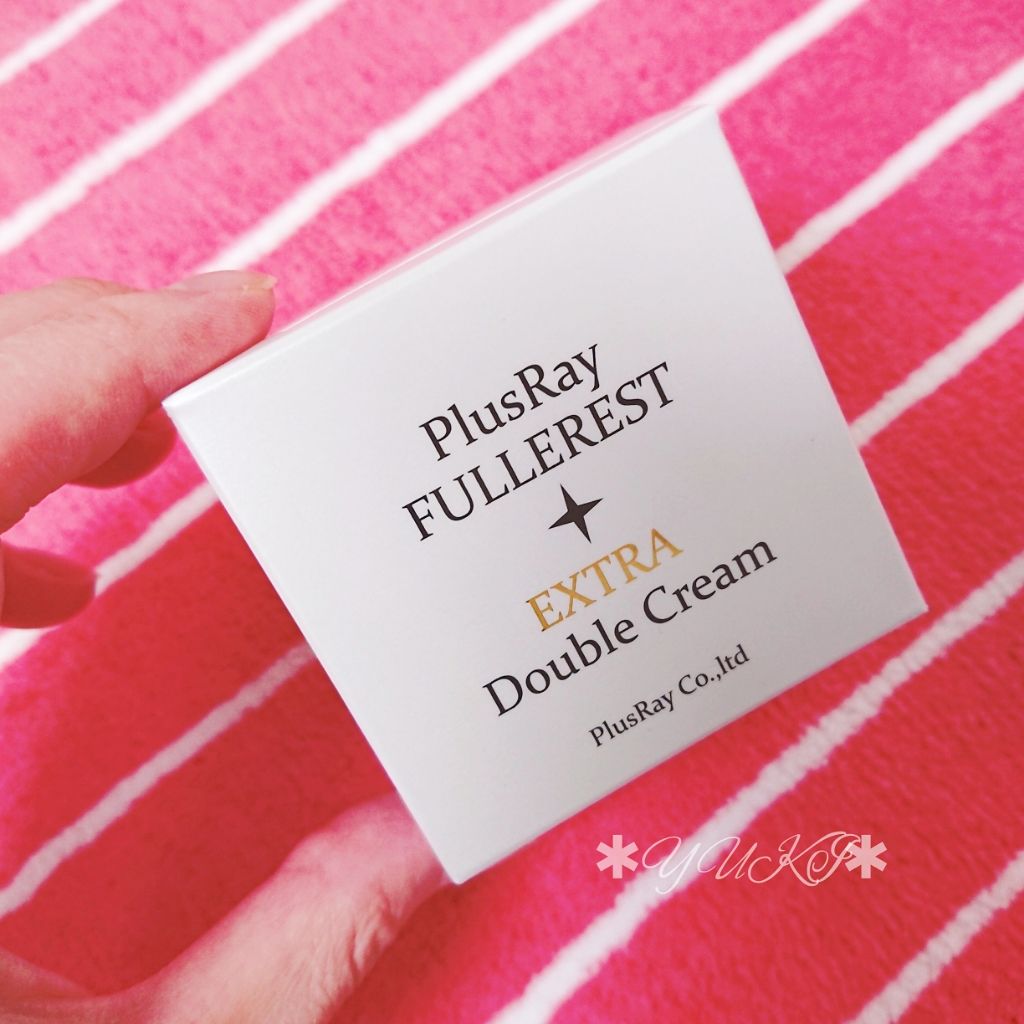 PlusRay
FULLEREST
EXTRA
Double Cream
PlusRay Co.,ltd
✱YUKI✱